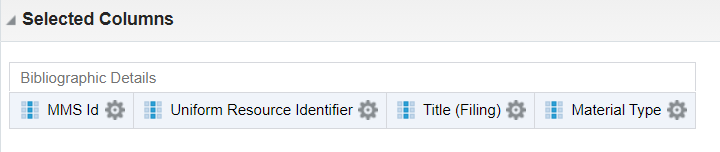 Selected Columns
Bibliographic Details
MMS Id Uniform Resource Identifier Title (Filing) Material Type